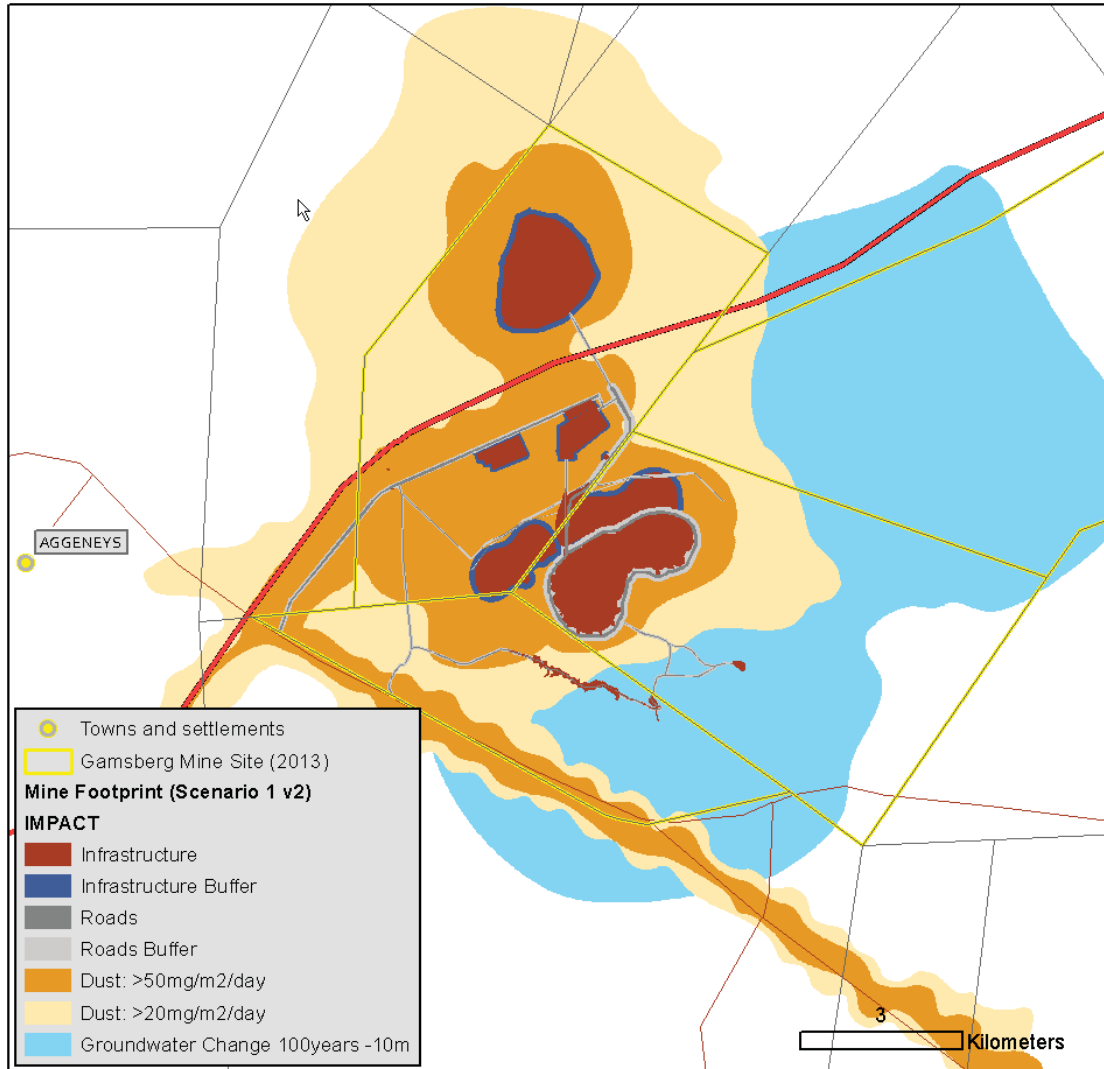 AGGENEYS
Towns and settlements
Gamsberg Mine Site (2013)
Mine Footprint (Scenario 1 v2)
IMPACT
Infrastructure
Infrastructure Buffer
Roads
Roads Buffer
Dust: >50mg/m2/day
Dust: >20mg/m2/day
Groundwater Change 100years -10m
3
Kilometers